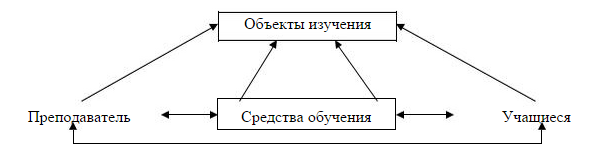 Объекты изучения
Преподаватель Средства обучения Учащиеся